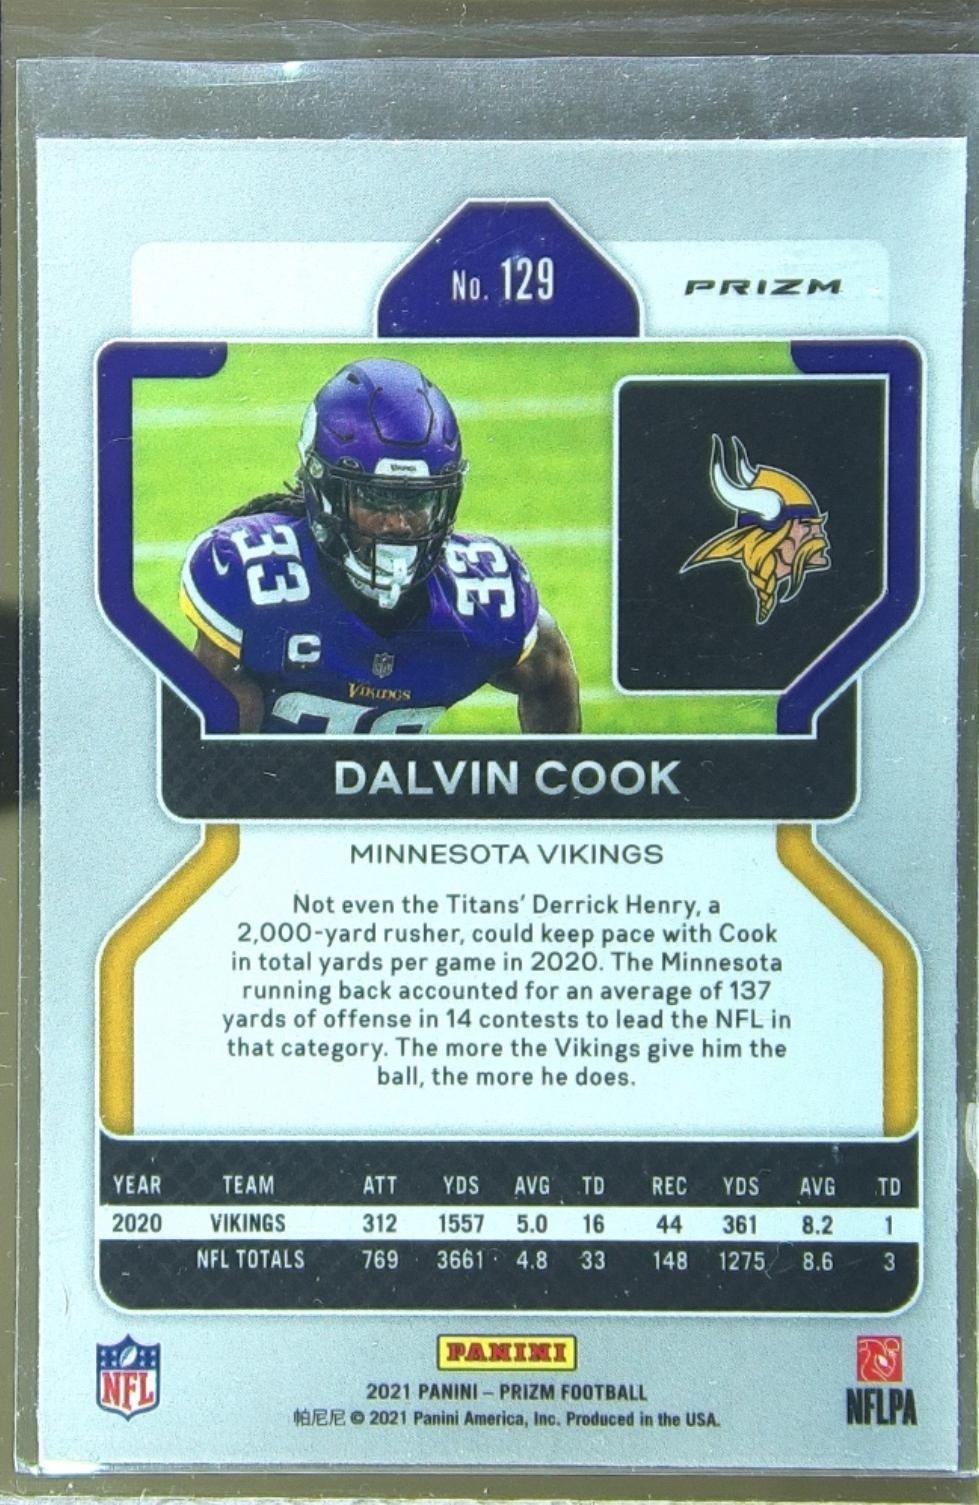 No. 129
PRIZM
VIKINGS
33
33
C
NFL
VIKINGS
33
DALVIN COOK
MINNESOTA VIKINGS
Not even the Titans' Derrick Henry, a
2,000-yard rusher, could keep pace with Cook
in total yards per game in 2020. The Minnesota
running back accounted for an average of 137
yards of offense in 14 contests to lead the NFL in
that category. The more the Vikings give him the
ball, the more he does.
YEAR TEAM ATT YDS AVG TD REC YDS AVG TD
2020 VIKINGS 312 1557 5.0 16 44 361 8.2 1
NFL TOTALS 769 3661 4.8 33 148 1275 8.6 3
NFL
PANINI
2021 PANINI – PRIZM FOOTBALL
帕尼尼 © 2021 Panini America, Inc. Produced in the USA.
NFLPA